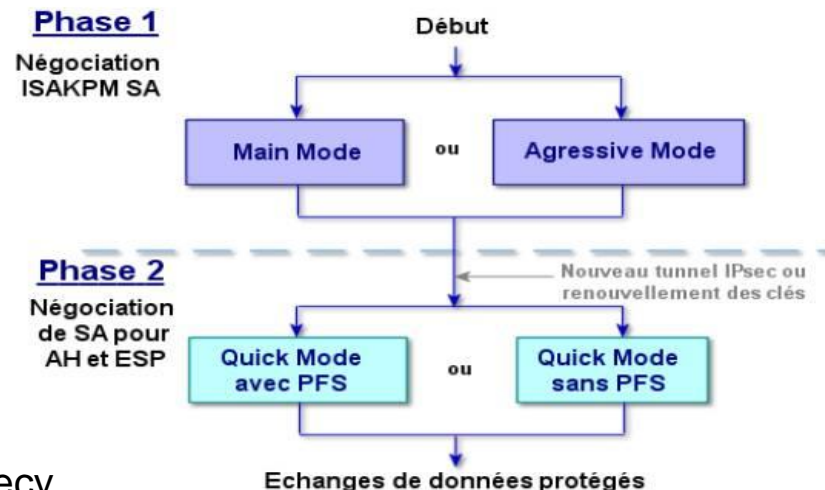 Phase 1
Début
Négociation
ISAKPM SA
Main Mode
ou
Agressive Mode
Phase 2
Nouveau tunnel IPsec ou
renouvellement des clés
Négociation
de SA pour
AH et ESP
Quick Mode
avec PFS
ou
Quick Mode
sans PFS
ecy
Echanges de données protégés